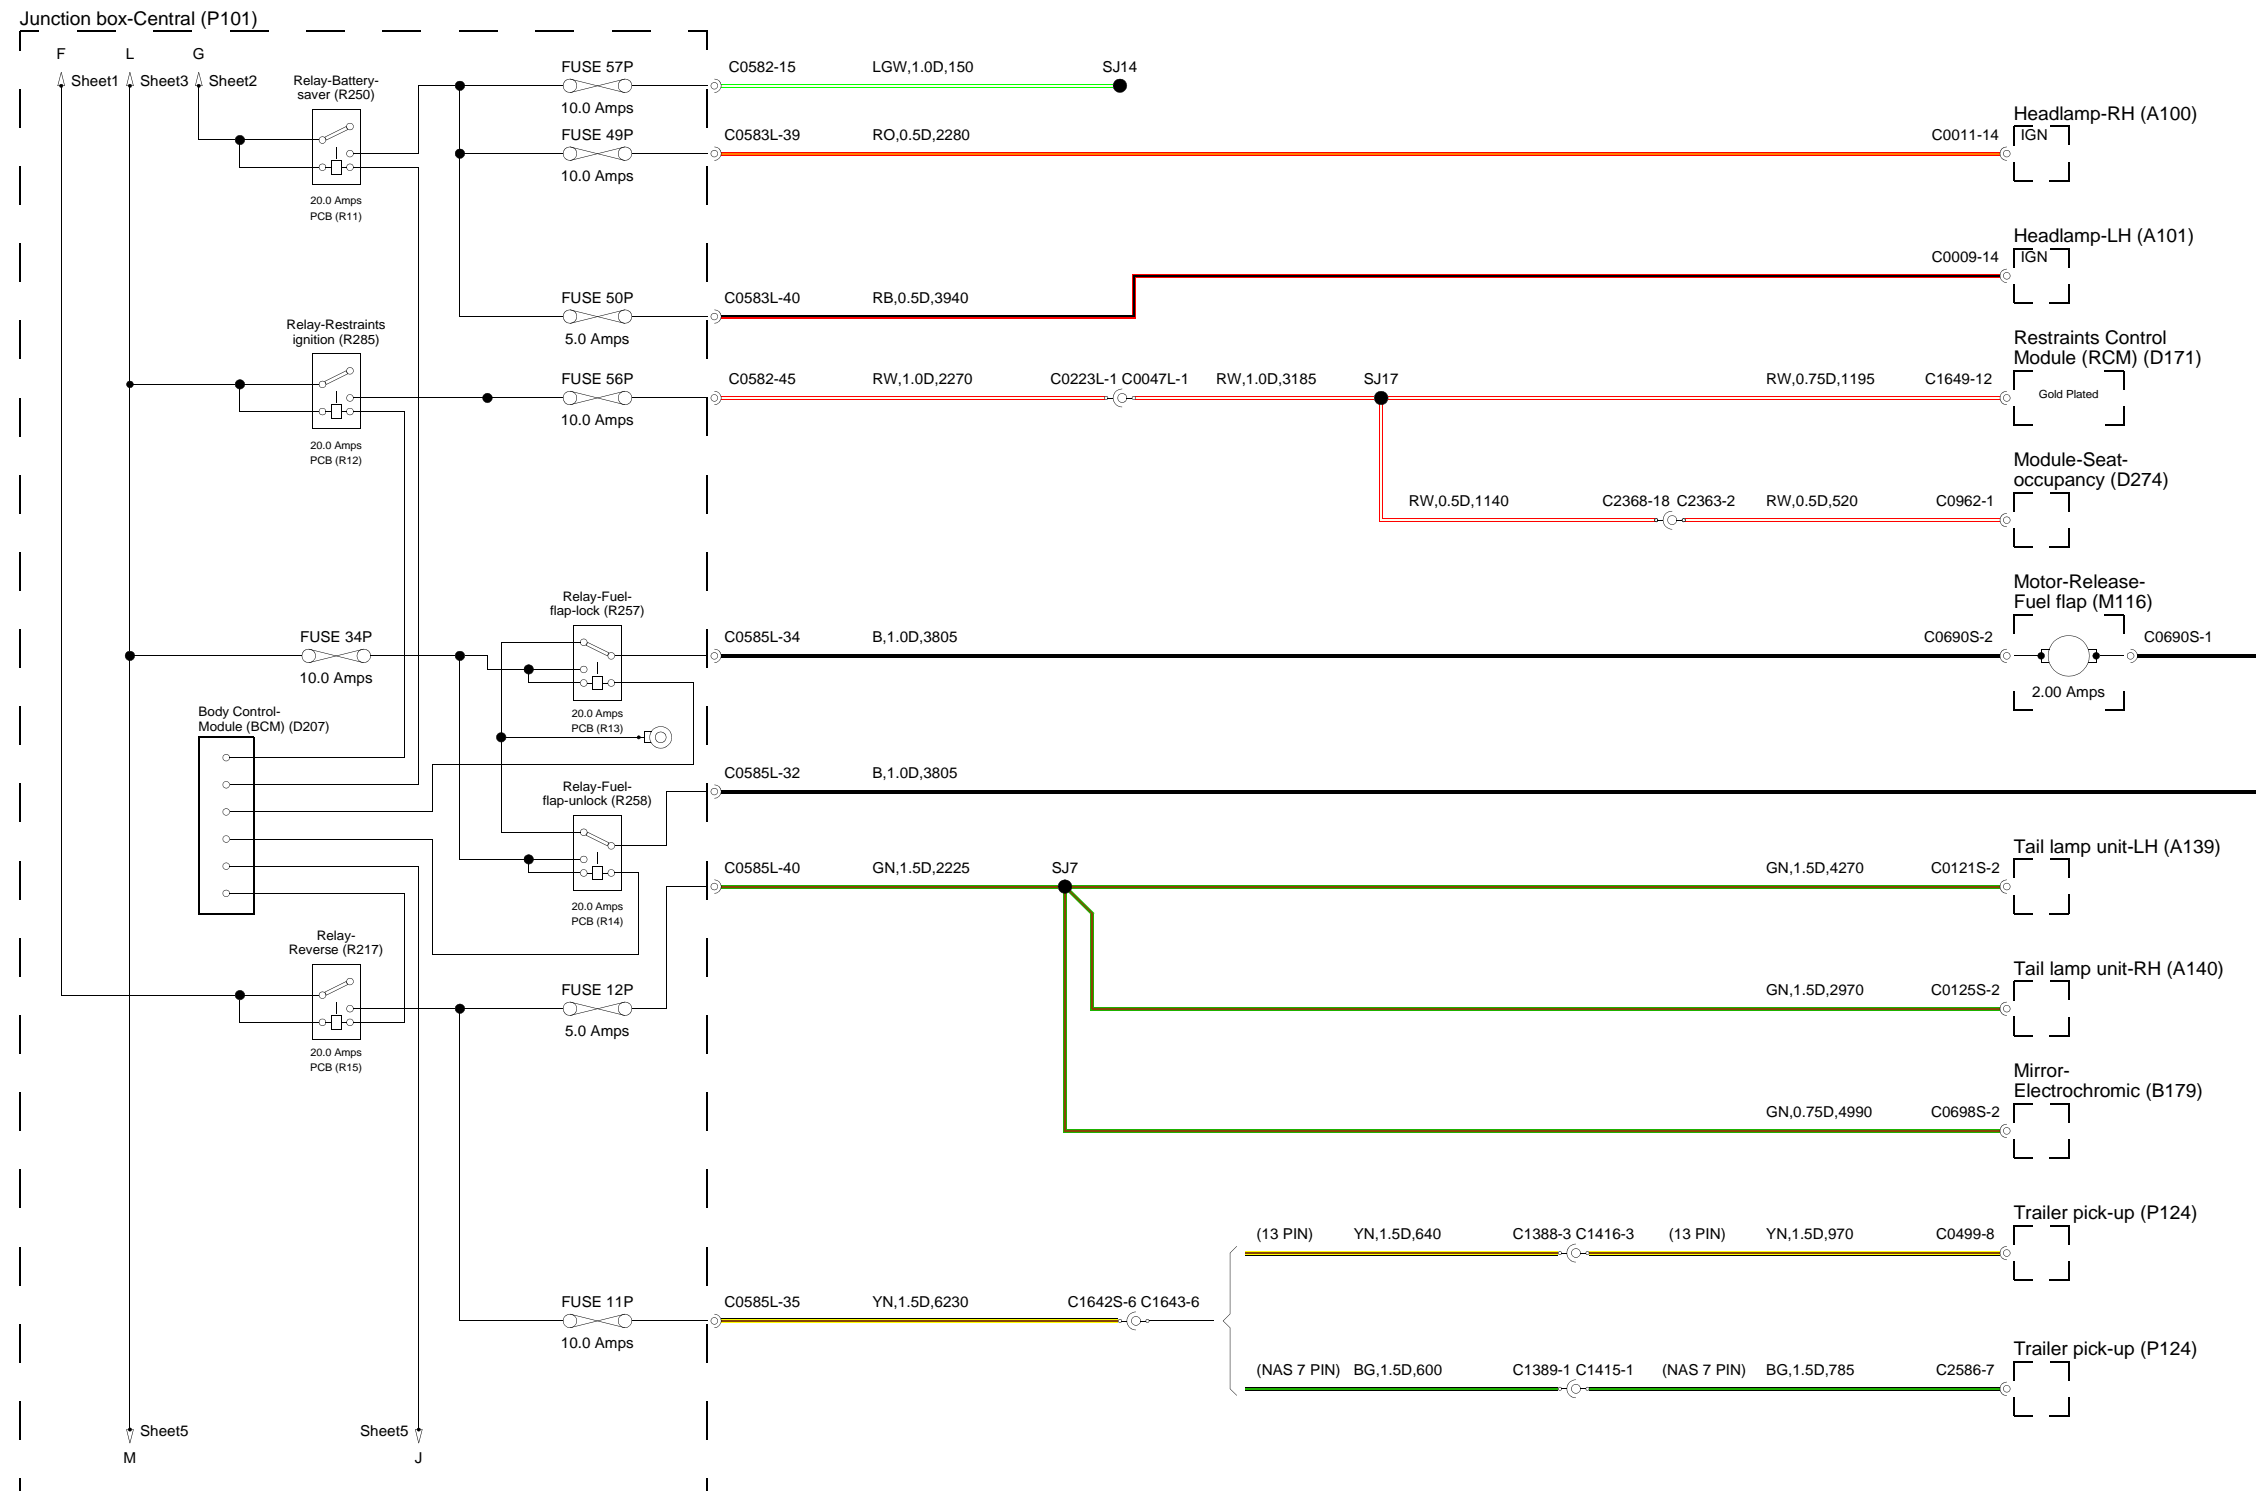 Junction box-Central (P101)
F
L
G
Sheet1
Sheet3
Sheet2
Relay-Battery-
saver (R250)
20.0 Amps
PCB (R11)
FUSE 57P
10.0 Amps
C0582-15
LGW,1.0D,150
SJ14
FUSE 49P
10.0 Amps
C0583L-39
RO,0.5D,2280
C0011-14
Headlamp-RH (A100)
IGN
Headlamp-LH (A101)
C0009-14
IGN
FUSE 50P
5.0 Amps
C0583L-40
RB,0.5D,3940
Relay-Restraints
ignition (R285)
20.0 Amps
PCB (R12)
FUSE 56P
10.0 Amps
C0582-45
RW,1.0D,2270
C0223L-1 C0047L-1
RW,1.0D,3185
SJ17
RW,0.75D,1195
C1649-12
Restraints Control
Module (RCM) (D171)
Gold Plated
Module-Seat-
occupancy (D274)
RW,0.5D,1140
C2368-18 C2363-2
RW,0.5D,520
C0962-1
Relay-Fuel-
flap-lock (R257)
20.0 Amps
PCB (R13)
FUSE 34P
10.0 Amps
C0585L-34
B,1.0D,3805
C0690S-2
Motor-Release-
Fuel flap (M116)
2.00 Amps
C0690S-1
Body Control-
Module (BCM) (D207)
Relay-Fuel-
flap-unlock (R258)
20.0 Amps
PCB (R14)
C0585L-32
B,1.0D,3805
C0585L-40
GN,1.5D,2225
SJ7
GN,1.5D,4270
C0121S-2
Tail lamp unit-LH (A139)
Relay-
Reverse (R217)
20.0 Amps
PCB (R15)
FUSE 12P
5.0 Amps
GN,1.5D,2970
C0125S-2
Tail lamp unit-RH (A140)
GN,0.75D,4990
C0698S-2
Mirror-
Electrochromic (B179)
Trailer pick-up (P124)
(13 PIN)
YN,1.5D,640
C1388-3 C1416-3
(13 PIN)
YN,1.5D,970
C0499-8
FUSE 11P
10.0 Amps
C0585L-35
YN,1.5D,6230
C1642S-6 C1643-6
Trailer pick-up (P124)
(NAS 7 PIN)
BG,1.5D,600
C1389-1 C1415-1
(NAS 7 PIN)
BG,1.5D,785
C2586-7
Sheet5
M
Sheet5
J